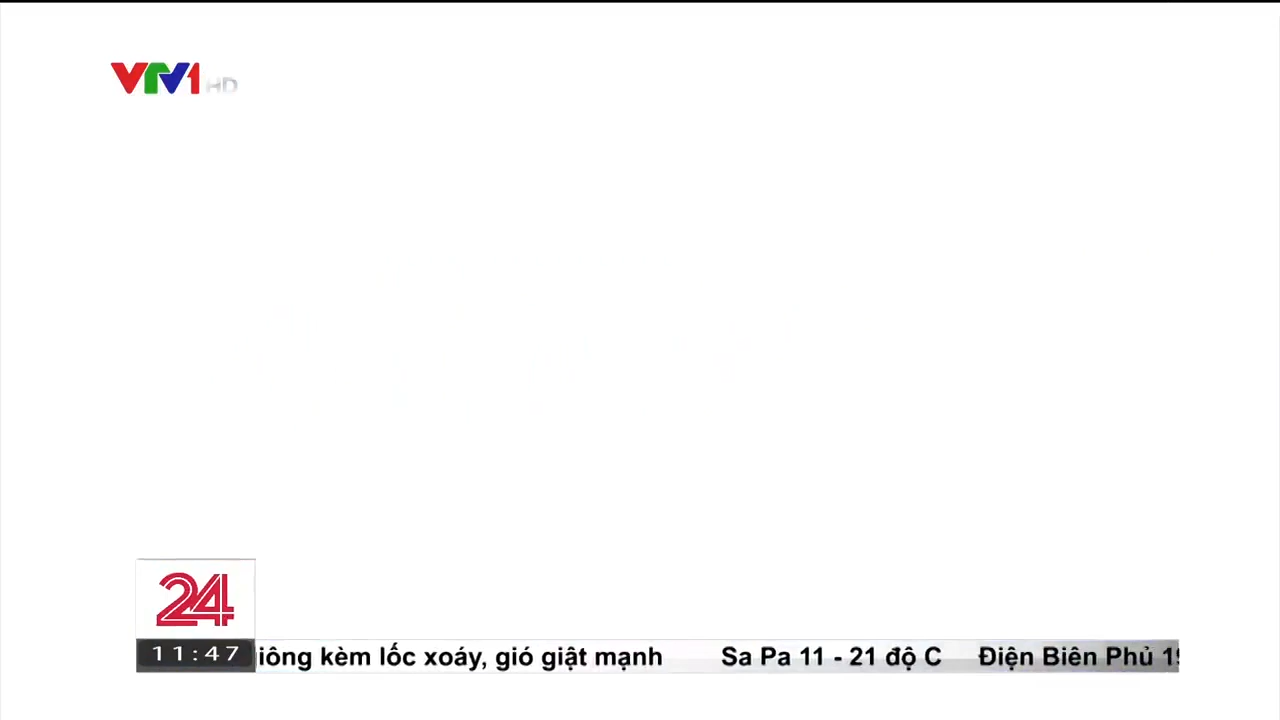 VTV1 HD
24
11:47
iông kèm lốc xoáy, gió giật mạnh Sa Pa 11 - 21 độ C Điện Biên Phủ